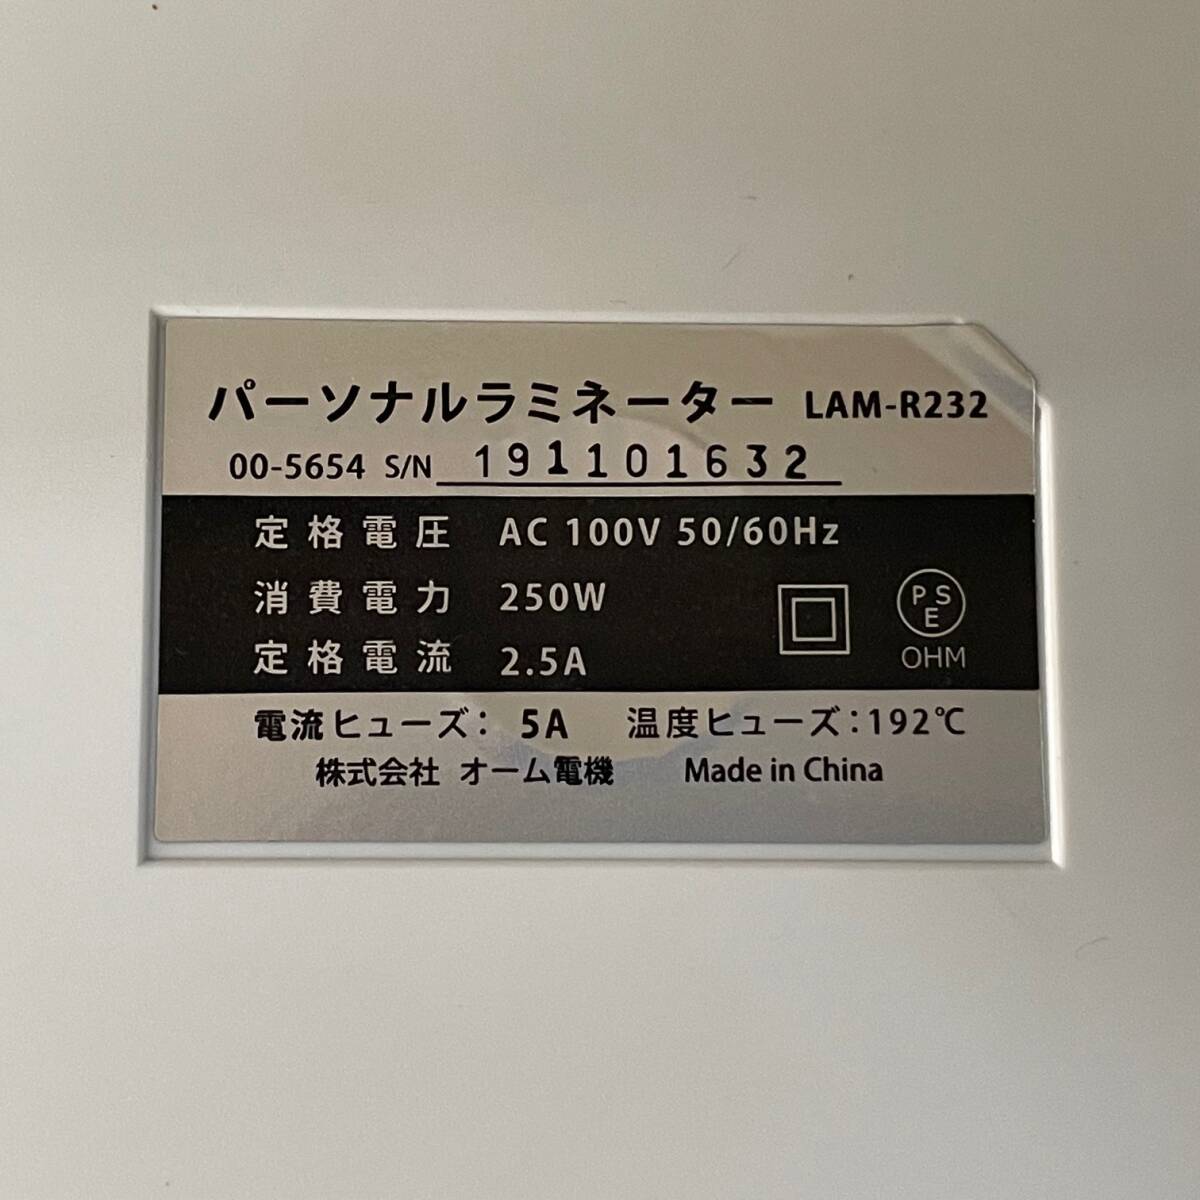 パーソナルラミネーター LAM-R232
00-5654 S/N 191101632
定格電圧 AC 100V 50/60Hz
消費電力 250W
定格電流 2.5A
PSE
OHM
電流ヒューズ： 5A 温度ヒューズ：192℃
株式会社 オーム電機 Made in China